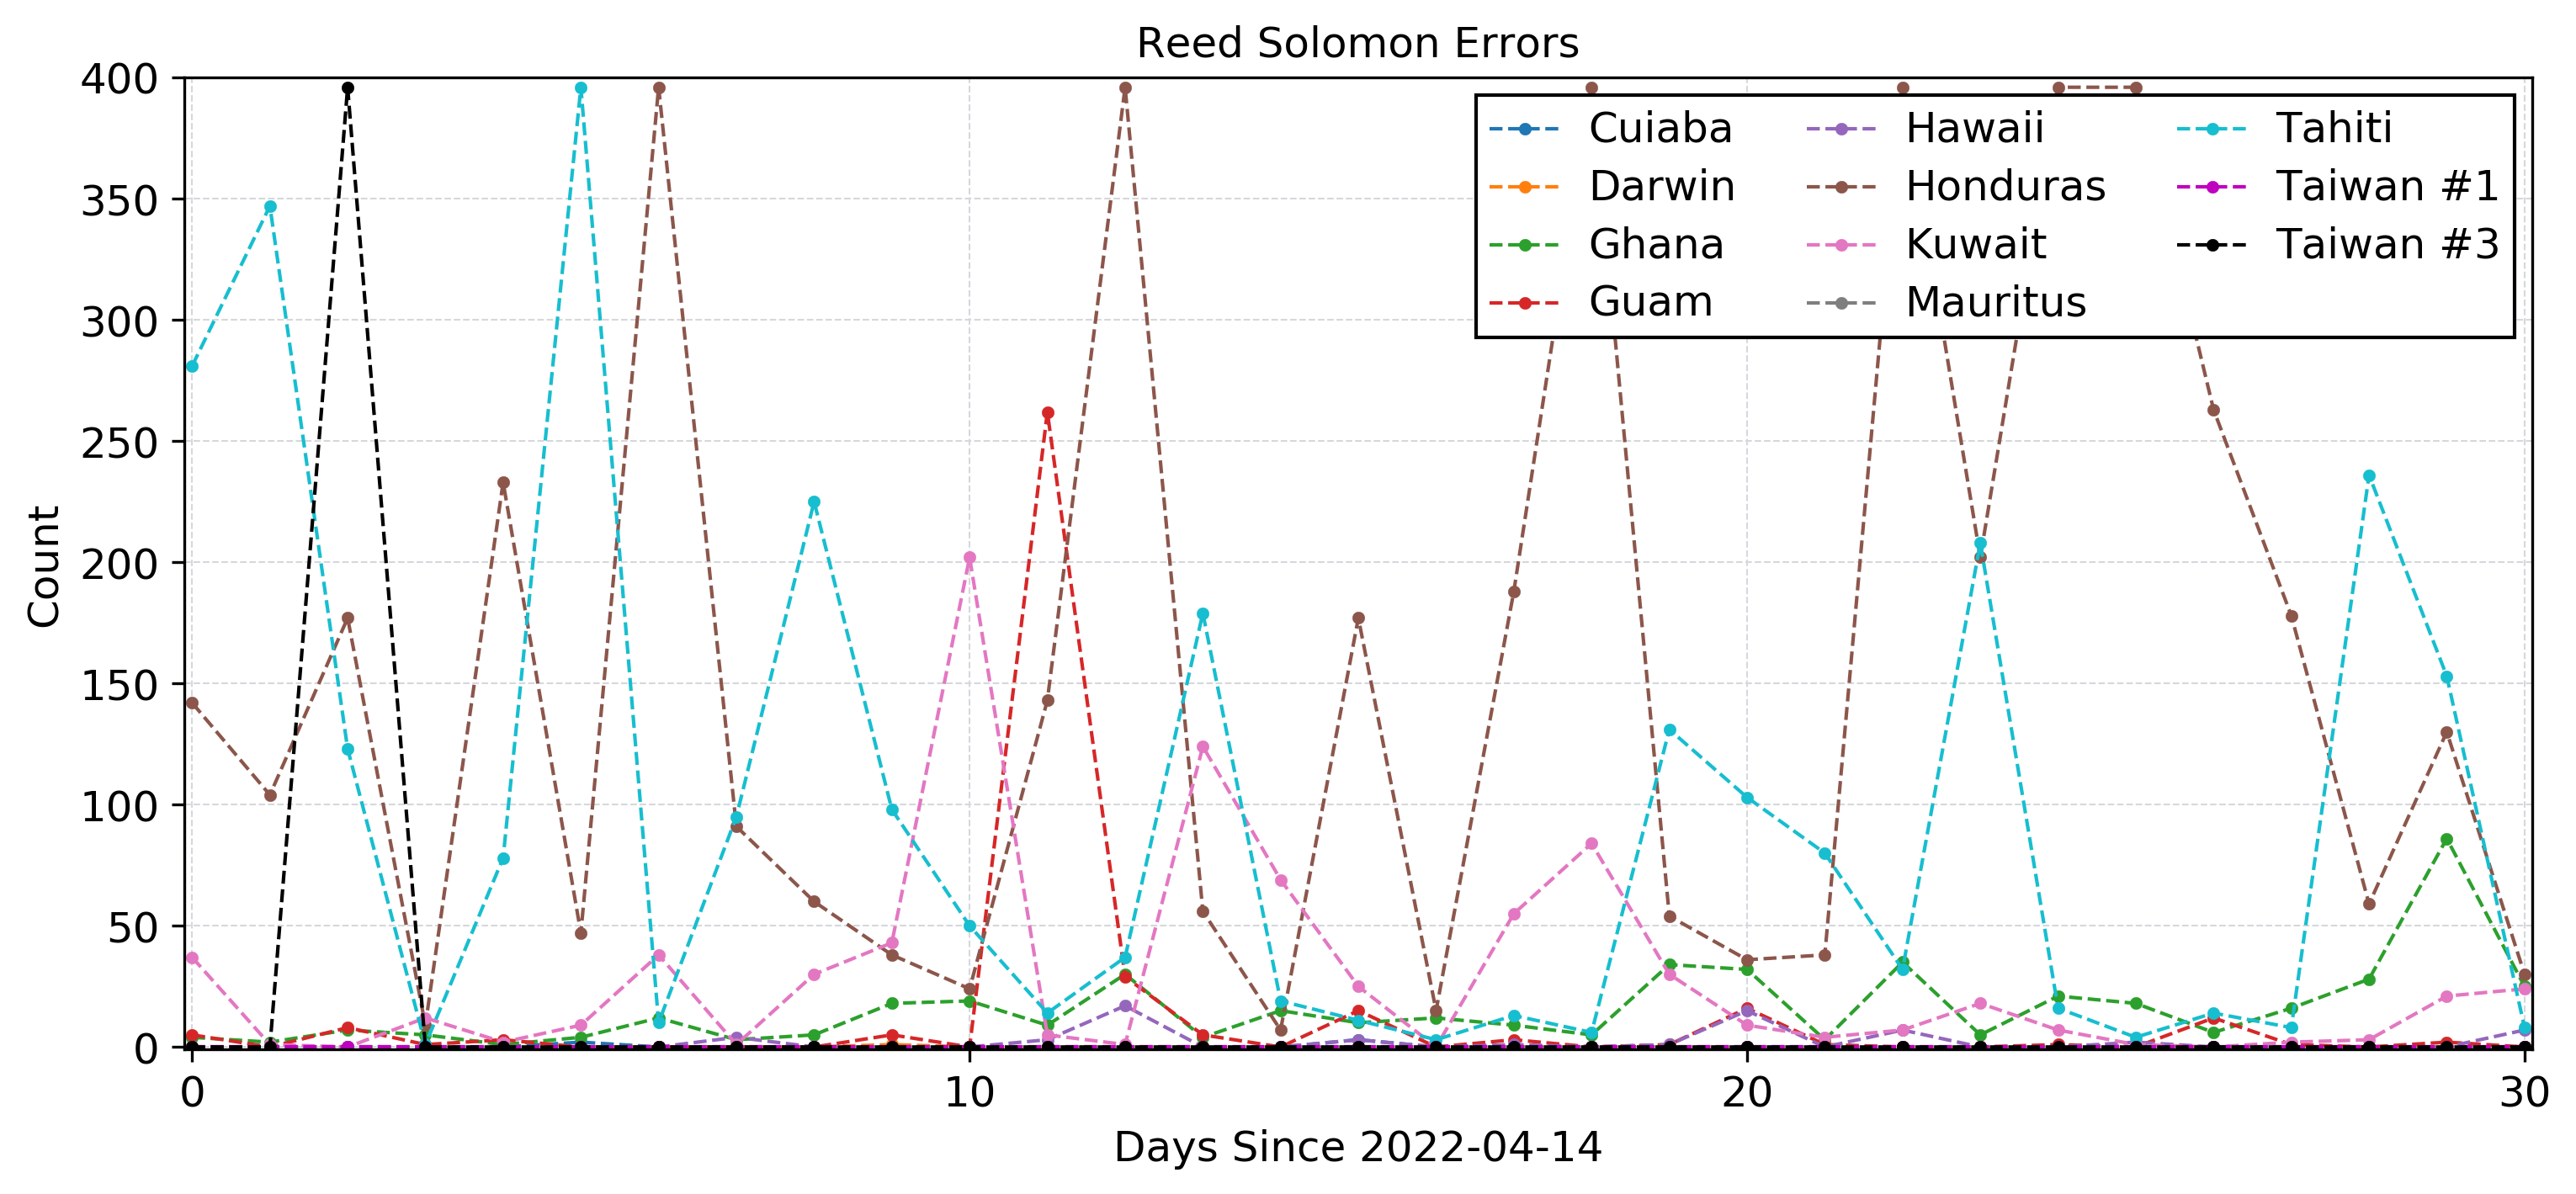 Reed Solomon Errors
400
350
300
250
200
150
100
50
0
Count
Cuiaba
Darwin
Ghana
Guam
Hawaii
Honduras
Kuwait
Mauritus
Tahiti
Taiwan #1
Taiwan #3
0 10 20 30
Days Since 2022-04-14